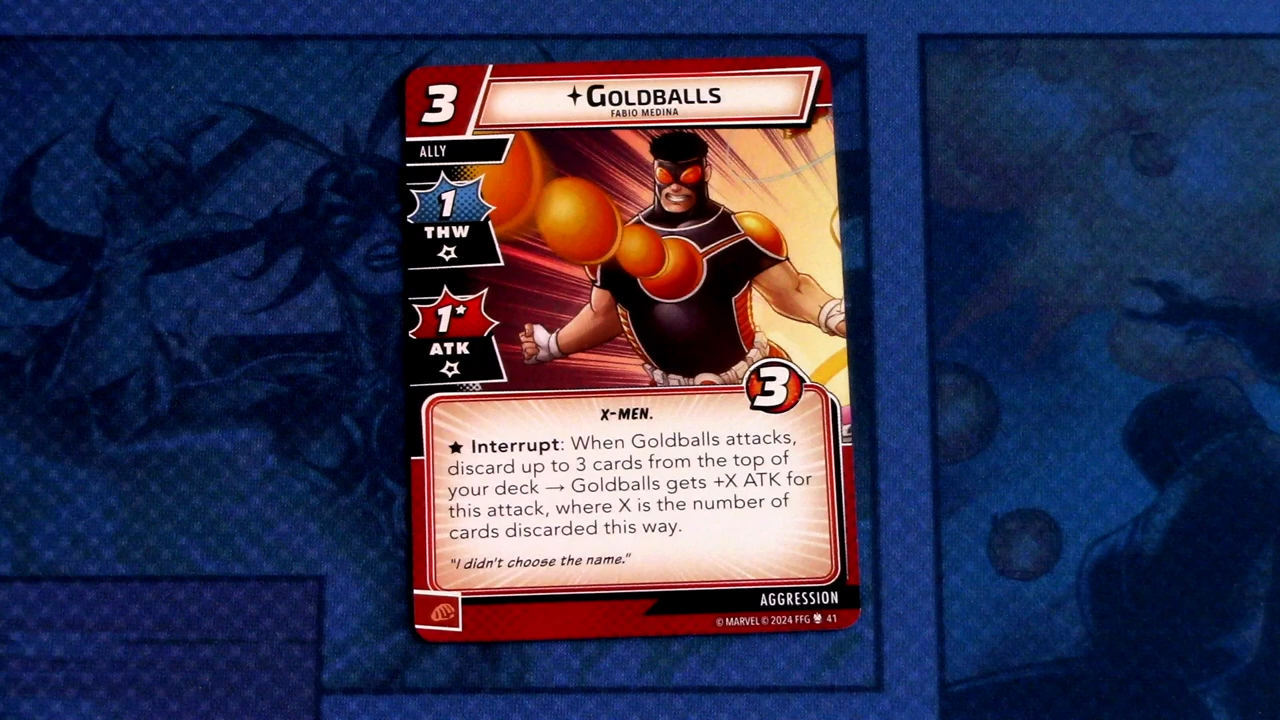 3
GOLDBALLS
FABIO MEDINA
ALLY
1
THW
1*
ATK
3
X-MEN.
★ Interrupt: When Goldballs attacks,
discard up to 3 cards from the top of
your deck → Goldballs gets +X ATK for
this attack, where X is the number of
cards discarded this way.
"I didn't choose the name."
AGGRESSION
© MARVEL © 2024 FFG 41